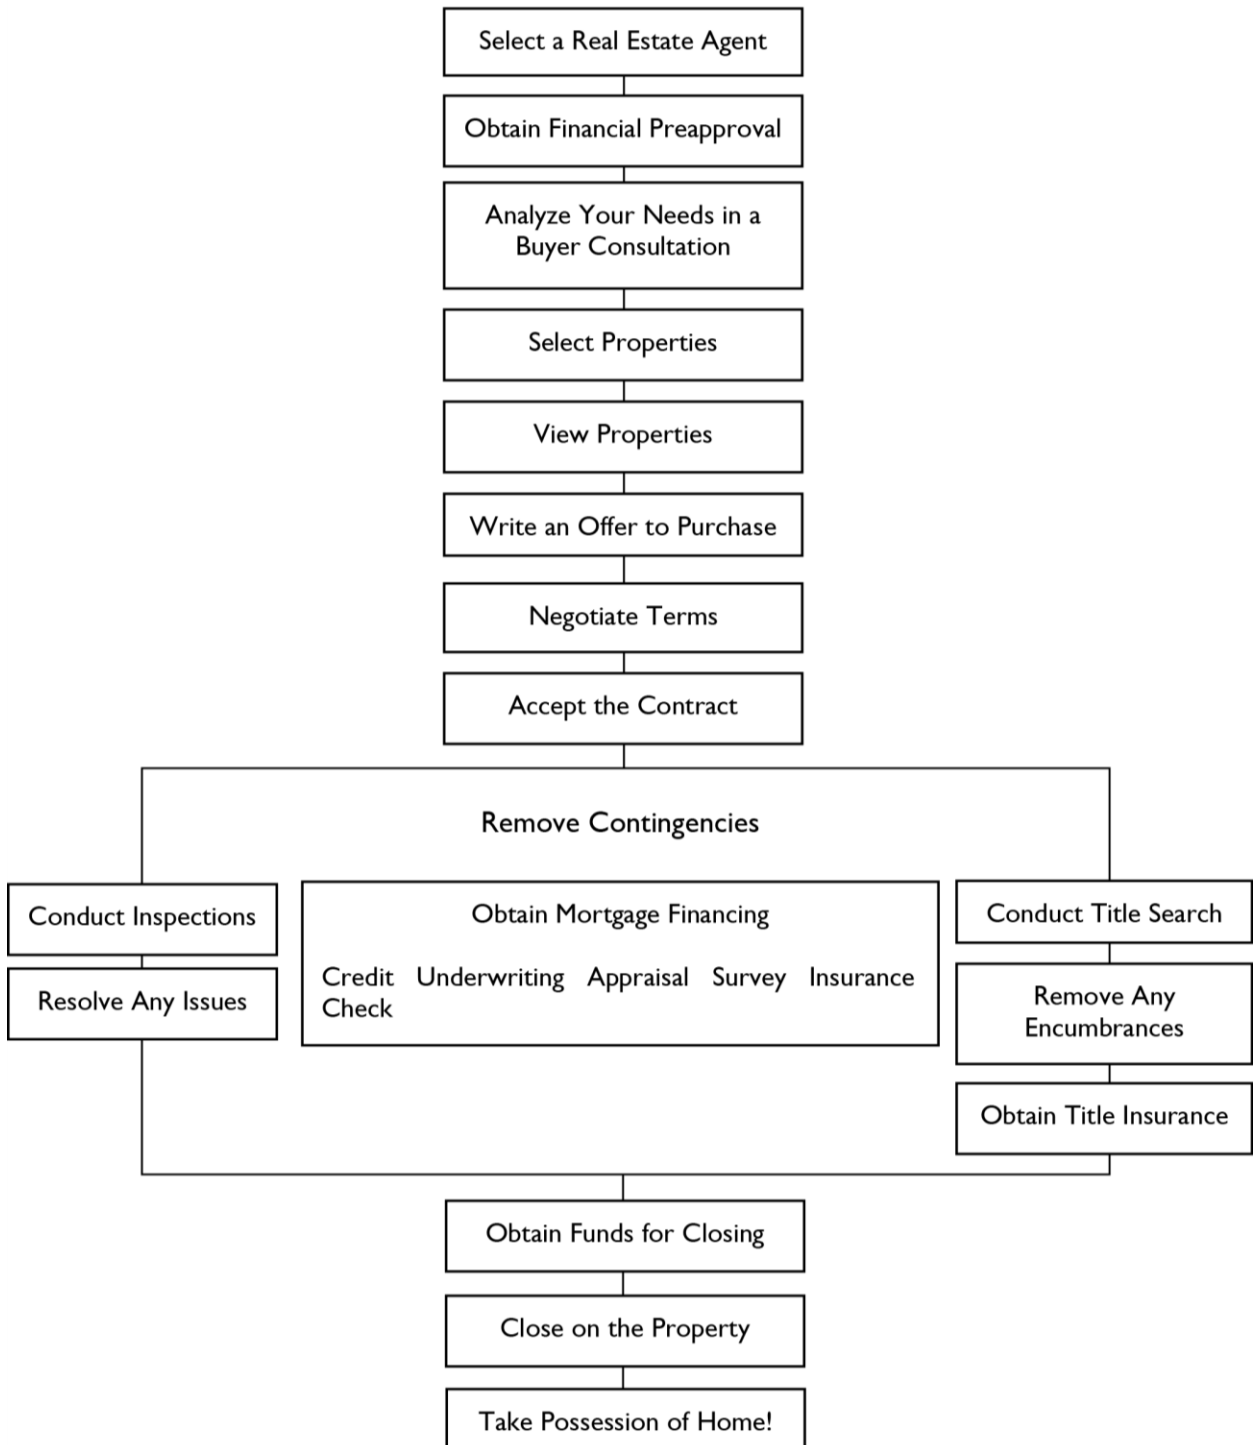 Select a Real Estate Agent
Obtain Financial Preapproval
Analyze Your Needs in a
Buyer Consultation
Select Properties
View Properties
Write an Offer to Purchase
Negotiate Terms
Accept the Contract
Remove Contingencies
Conduct Inspections
Resolve Any Issues
Obtain Mortgage Financing
Credit Underwriting Appraisal Survey Insurance
Check
Conduct Title Search
Remove Any
Encumbrances
Obtain Title Insurance
Obtain Funds for Closing
Close on the Property
Take Possession of Home!